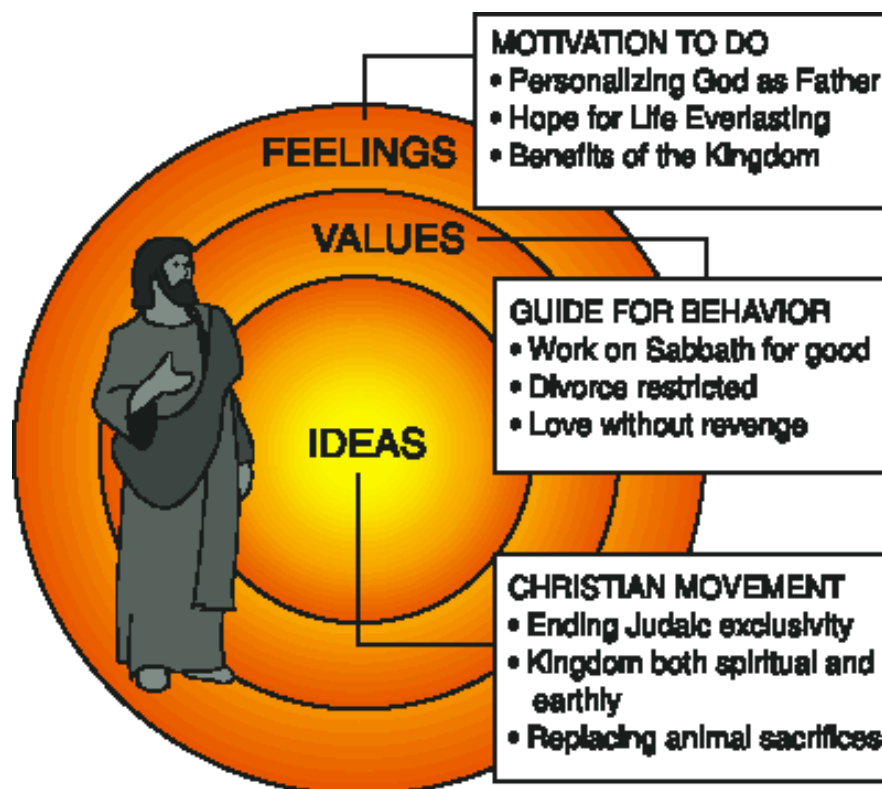 MOTIVATION TO DO
• Personalizing God as Father
• Hope for Life Everlasting
• Benefits of the Kingdom
FEELINGS
VALUES
GUIDE FOR BEHAVIOR
• Work on Sabbath for good
• Divorce restricted
• Love without revenge
IDEAS
CHRISTIAN MOVEMENT
• Ending Judaic exclusivity
• Kingdom both spiritual and
earthly
• Replacing animal sacrifices